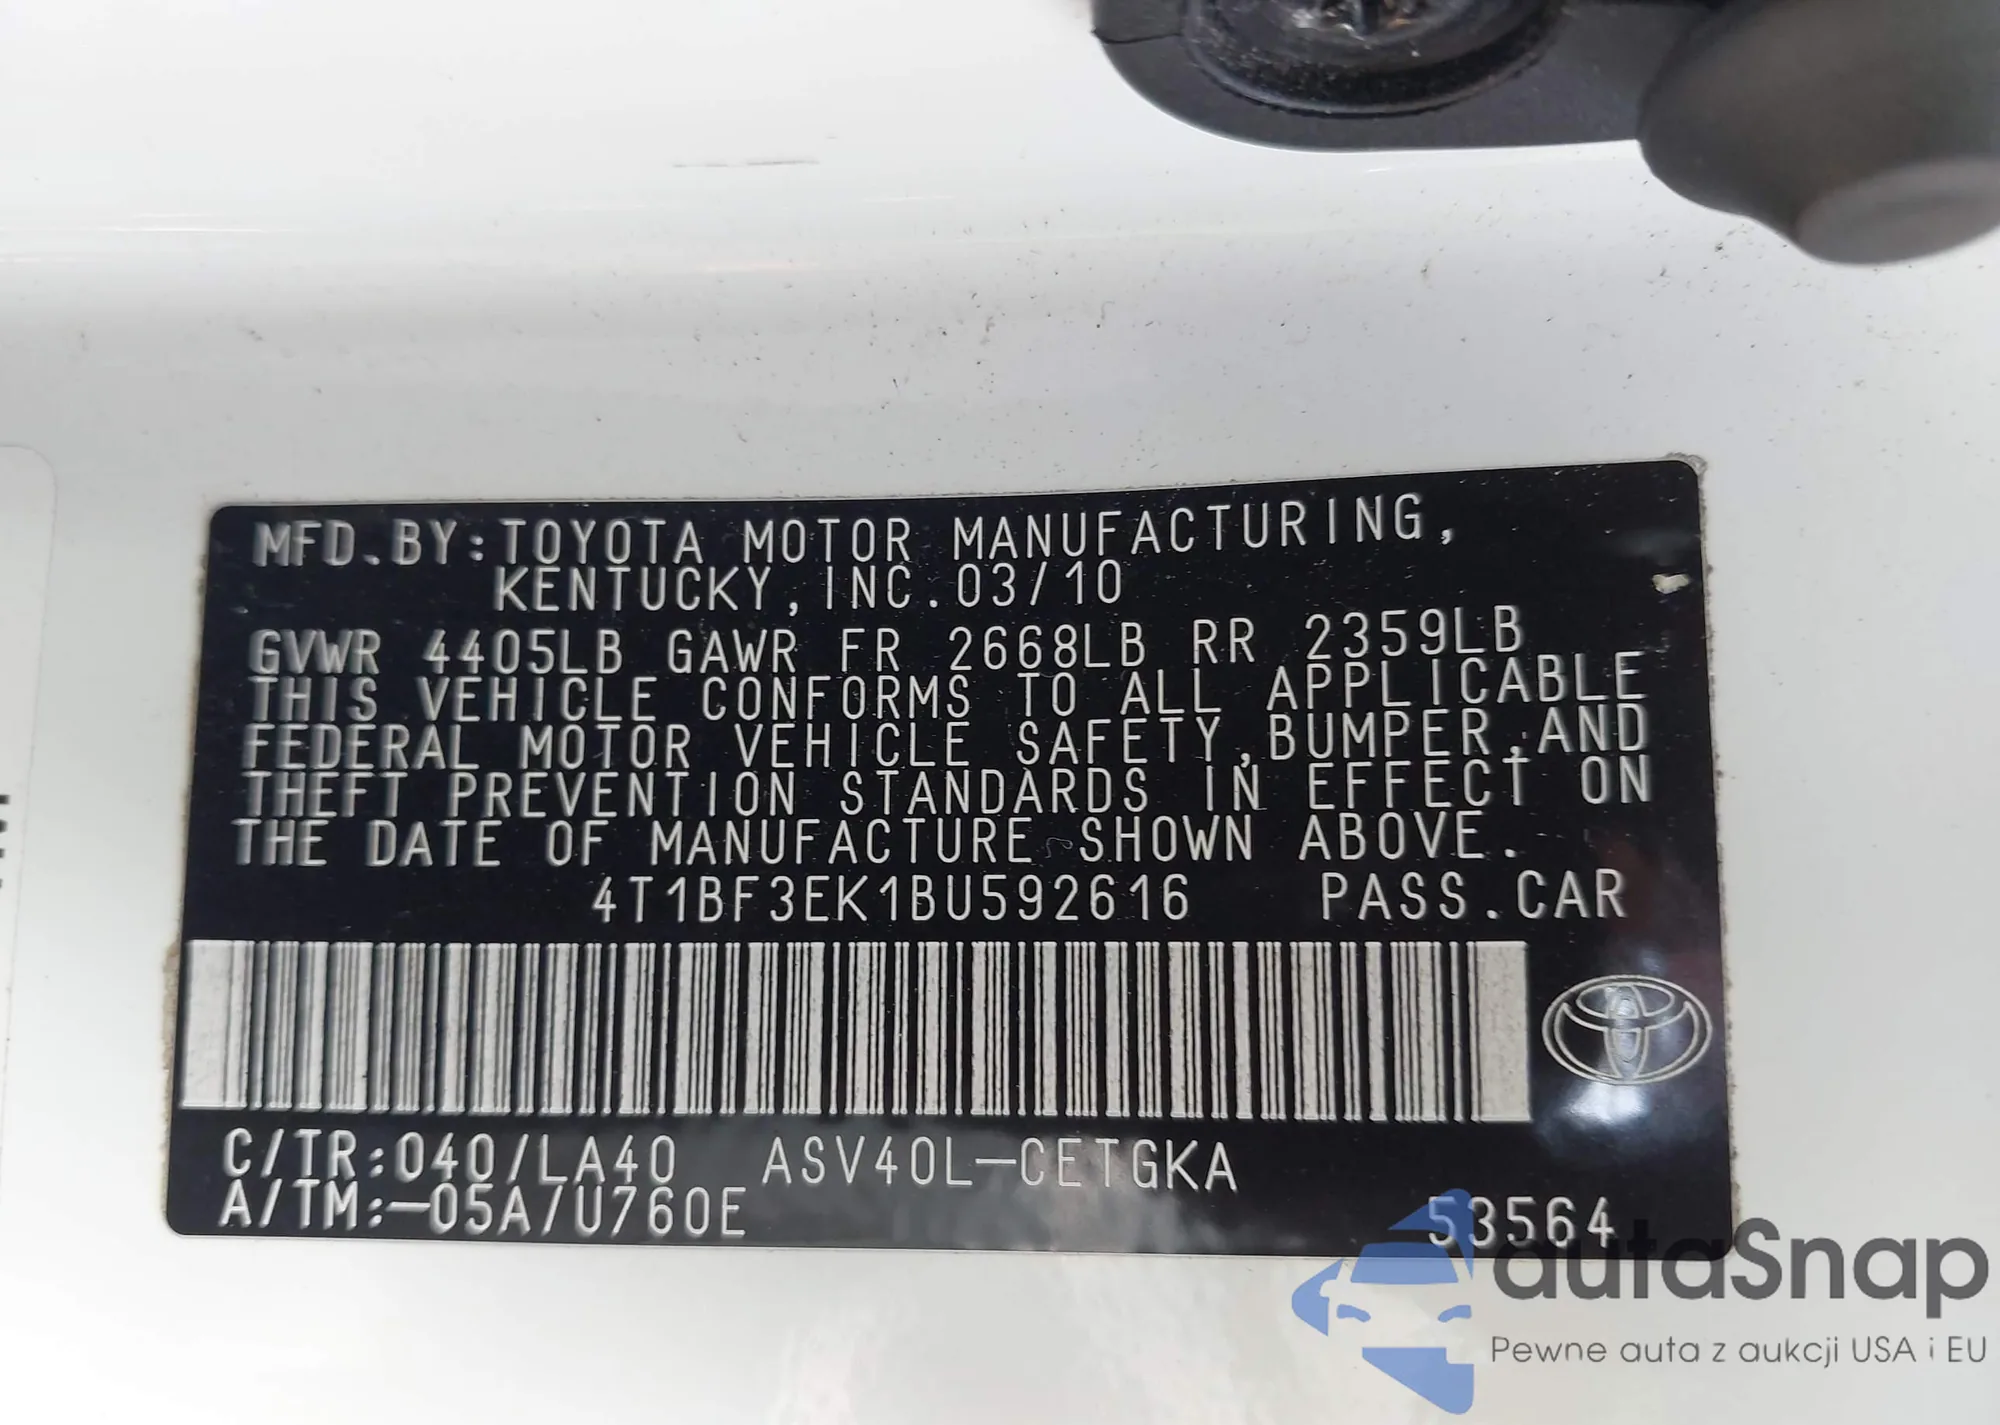 MFD.BY:TOYOTA MOTOR MANUFACTURING,
KENTUCKY,INC.03/10
GVWR 4405LB GAWR FR 2668LB RR 2359LB
THIS VEHICLE CONFORMS TO ALL APPLICABLE
FEDERAL MOTOR VEHICLE SAFETY,BUMPER,AND
THEFT PREVENTION STANDARDS IN EFFECT ON
THE DATE OF MANUFACTURE SHOWN ABOVE.
4T1BF3EK1BU592616 PASS.CAR
C/TR:040/LA40 ASV40L-CETGKA
A/TM:-05A/U760E 53564
autaSnap
Pewne auta z aukcji USA i EU